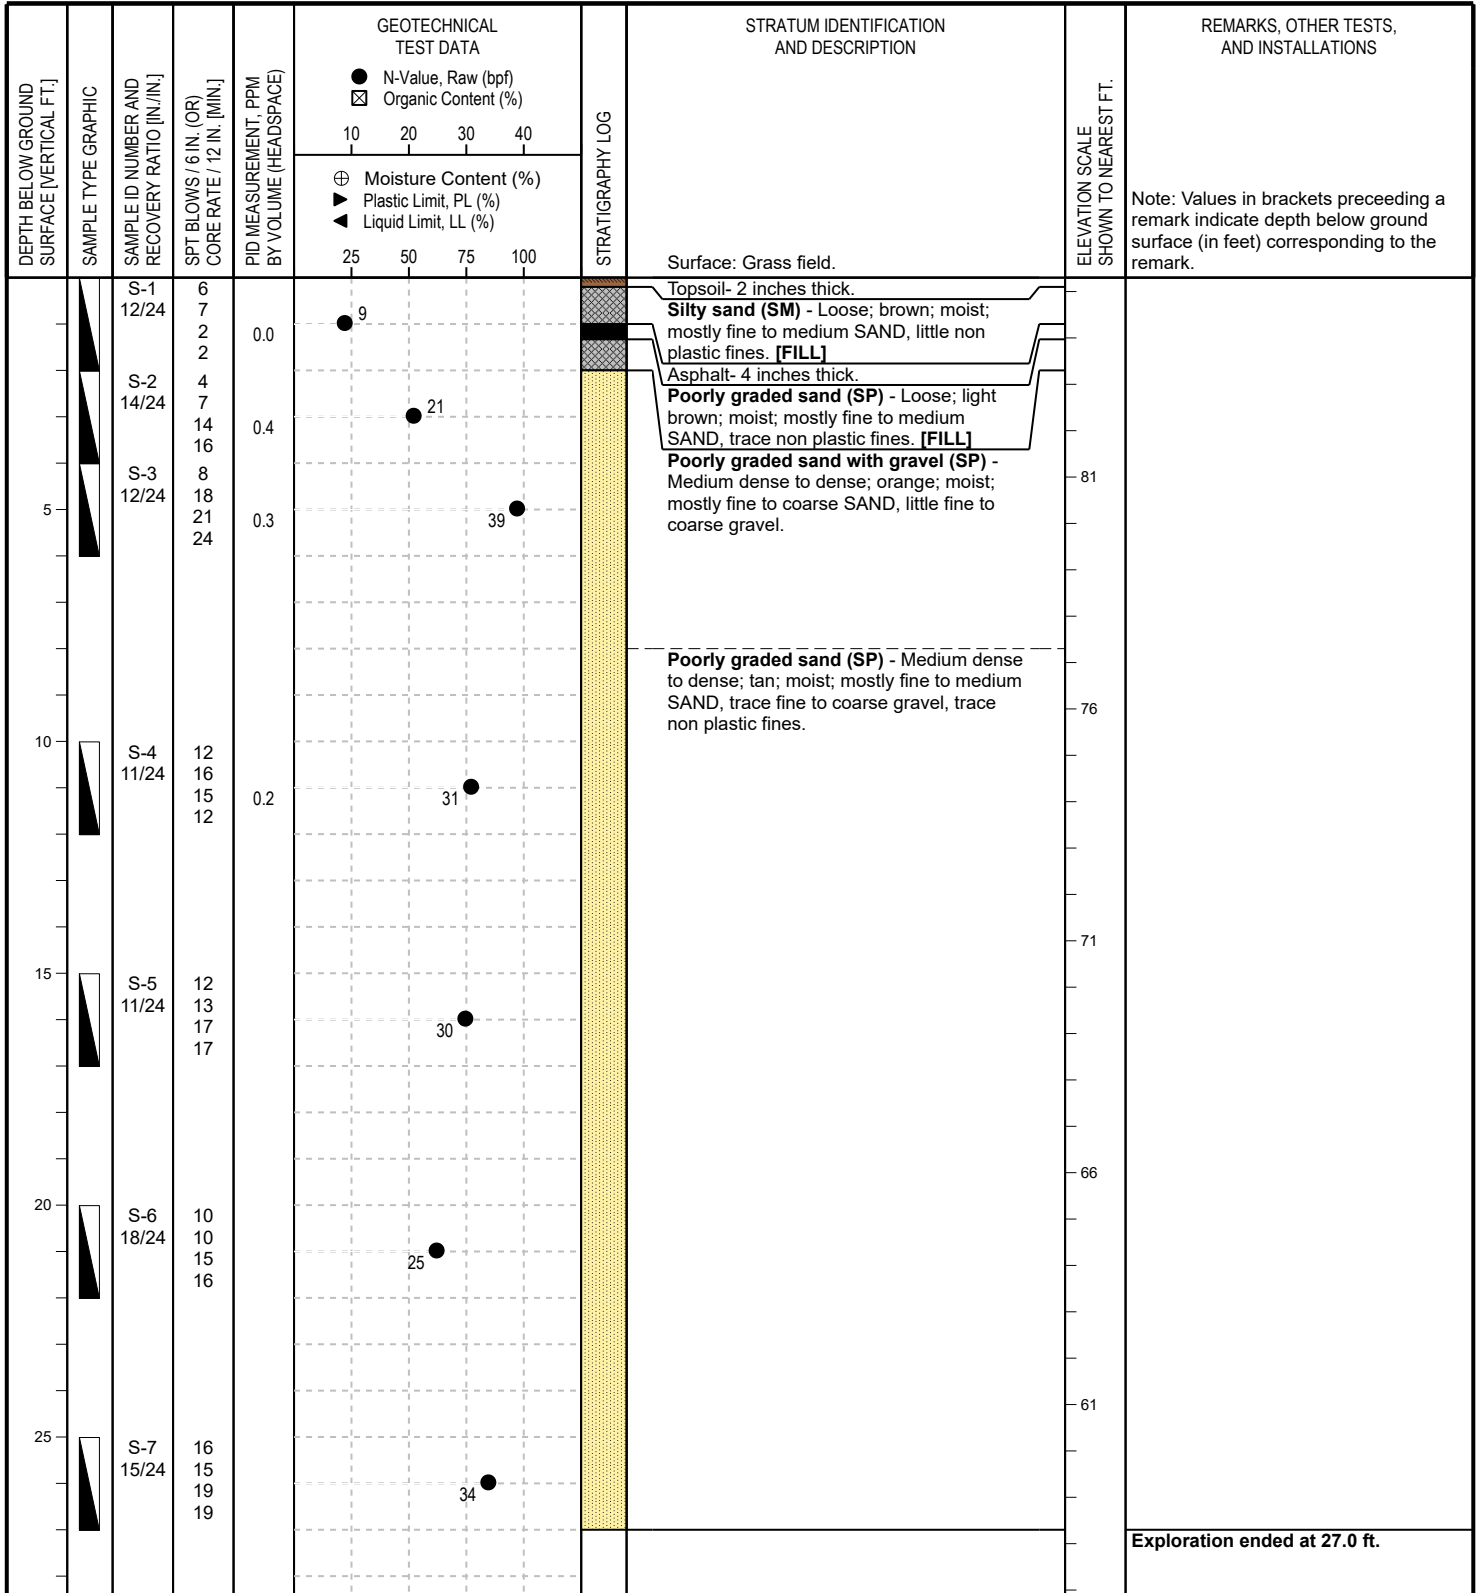 DEPTH BELOW GROUND
SURFACE [VERTICAL FT.]
SAMPLE TYPE GRAPHIC
SAMPLE ID NUMBER AND
RECOVERY RATIO [IN./IN.]
SPT BLOWS / 6 IN. (OR)
CORE RATE / 12 IN. [MIN.]
PID MEASUREMENT, PPM
BY VOLUME (HEADSPACE)
GEOTECHNICAL
TEST DATA
N-Value, Raw (bpf)
Organic Content (%)
10 20 30 40
Moisture Content (%)
Plastic Limit, PL (%)
Liquid Limit, LL (%)
25 50 75 100
STRATIGRAPHY LOG
STRATUM IDENTIFICATION
AND DESCRIPTION
Surface: Grass field.
ELEVATION SCALE
SHOWN TO NEAREST FT.
REMARKS, OTHER TESTS,
AND INSTALLATIONS
Note: Values in brackets preceeding a
remark indicate depth below ground
surface (in feet) corresponding to the
remark.
S-1
12/24
6
7
2
2
0.0
9
Topsoil- 2 inches thick.
Silty sand (SM) - Loose; brown; moist;
mostly fine to medium SAND, little non
plastic fines. [FILL]
Asphalt- 4 inches thick.
S-2
14/24
4
7
14
16
0.4
21
Poorly graded sand (SP) - Loose; light
brown; moist; mostly fine to medium
SAND, trace non plastic fines. [FILL]
5
S-3
12/24
8
18
21
24
0.3
39
Poorly graded sand with gravel (SP) -
Medium dense to dense; orange; moist;
mostly fine to coarse SAND, little fine to
coarse gravel.
81
Poorly graded sand (SP) - Medium dense
to dense; tan; moist; mostly fine to medium
SAND, trace fine to coarse gravel, trace
non plastic fines.
76
10
S-4
11/24
12
16
15
12
0.2
31
71
15
S-5
11/24
12
13
17
17
30
66
20
S-6
18/24
10
10
15
16
25
61
25
S-7
15/24
16
15
19
19
34
Exploration ended at 27.0 ft.